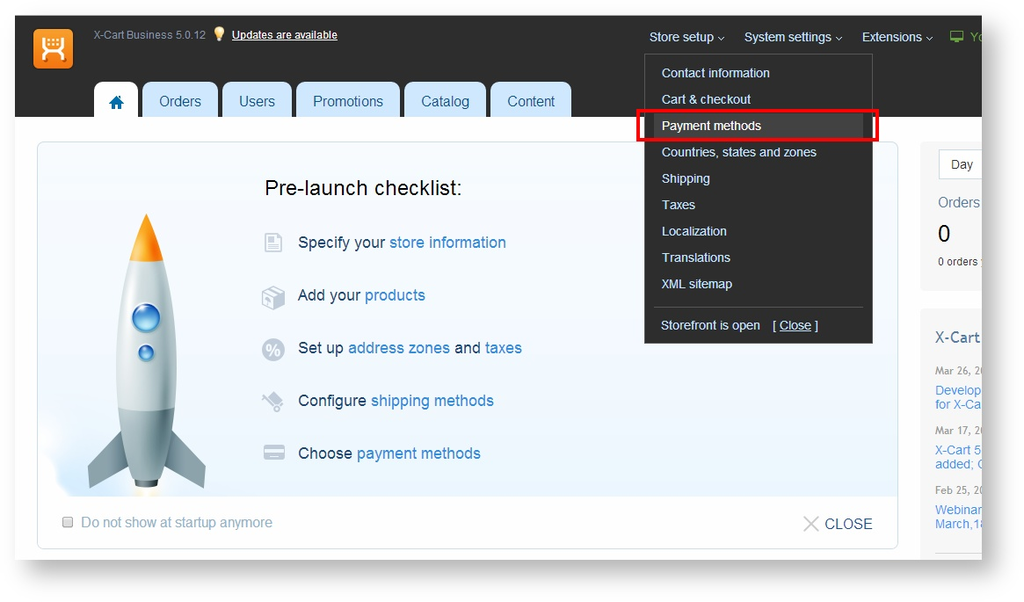 X-Cart Business 5.0.12 Updates are available
Store setup System settings Extensions
Orders Users Promotions Catalog Content
Contact information
Cart & checkout
Payment methods
Countries, states and zones
Shipping
Taxes
Localization
Translations
XML sitemap
Storefront is open [ Close ]
Pre-launch checklist:
Specify your store information
Add your products
Set up address zones and taxes
Configure shipping methods
Choose payment methods
Do not show at startup anymore
CLOSE
Day
Orders
0
0 orders
X-Cart
Mar 26,
Develop
for X-Ca
Mar 17,
X-Cart 5
added;
Feb 25,
Webinar
March,18